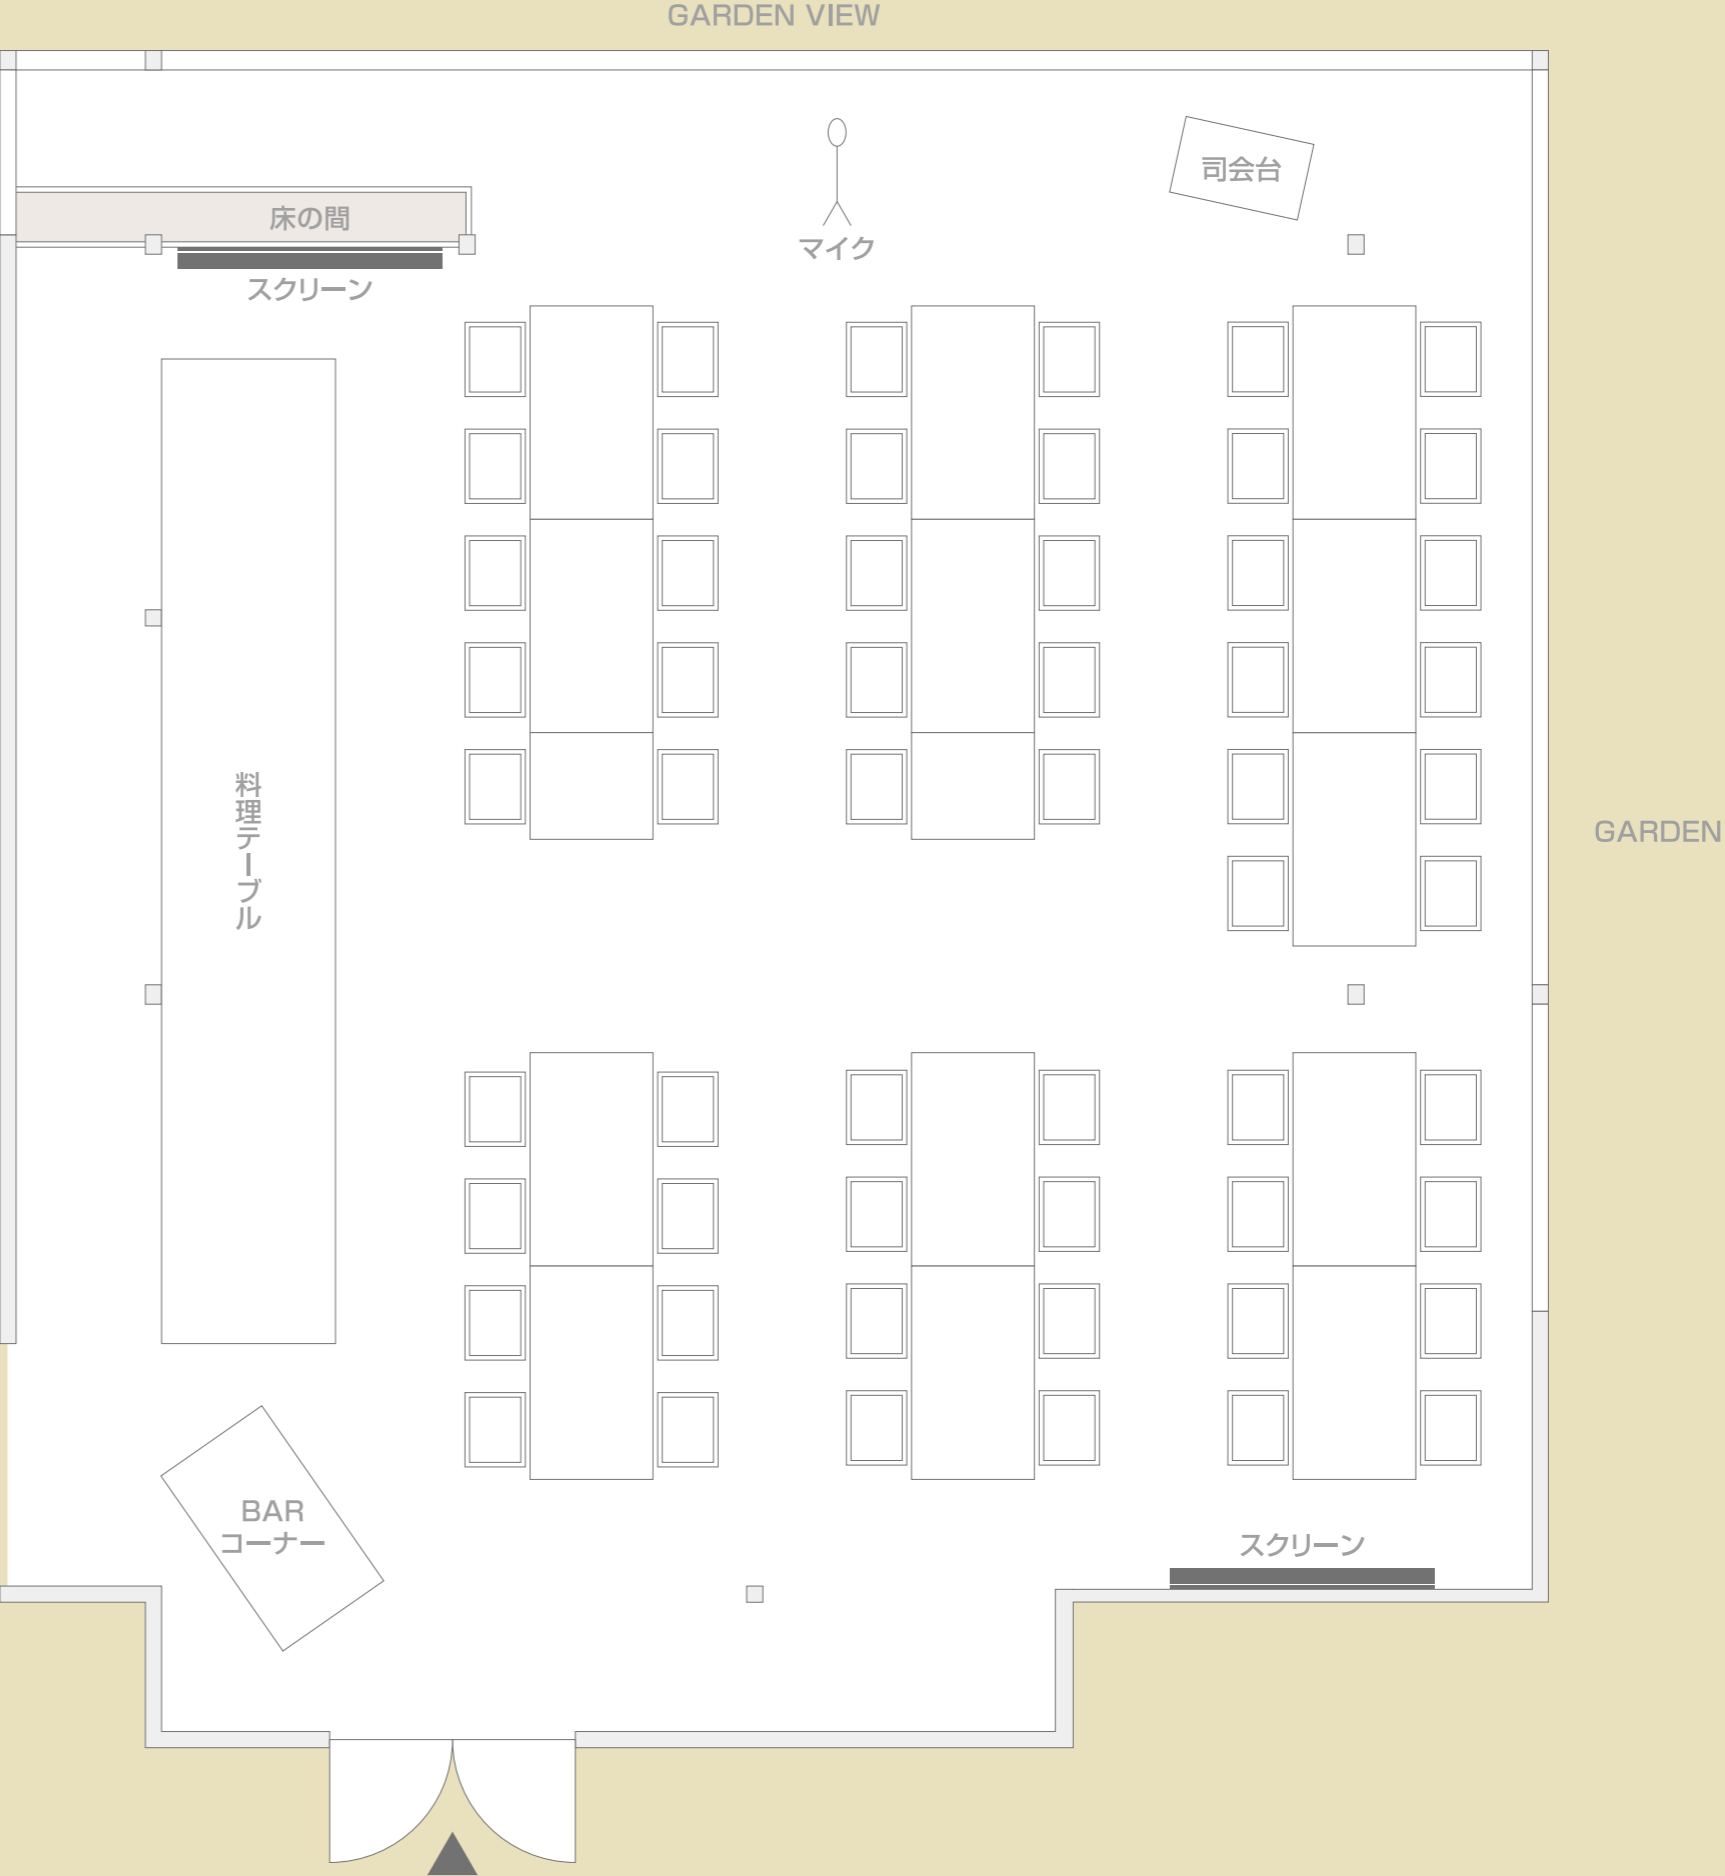 GARDEN VIEW
司会台
床の間
マイク
スクリーン
料理テーブル
GARDEN
BAR
コーナー
スクリーン